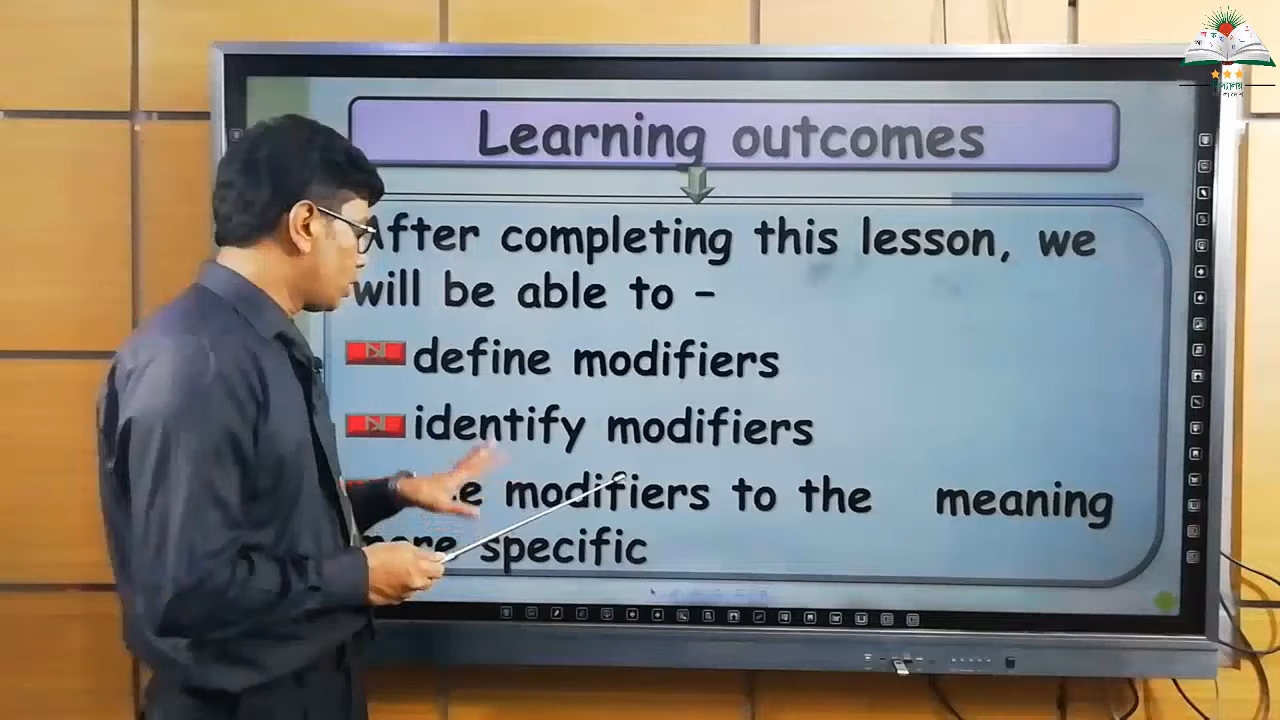 Learning outcomes
After completing this lesson, we
will be able to –
define modifiers
identify modifiers
modifiers to the meaning
more specific